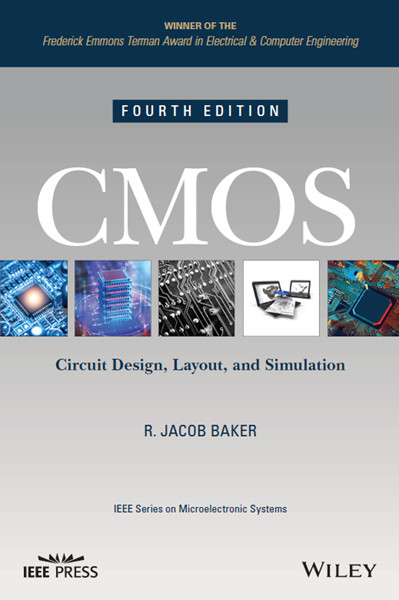 WINNER OF THE
Frederick Emmons Terman Award in Electrical & Computer Engineering
FOURTH EDITION
CMOS
Circuit Design, Layout, and Simulation
R. JACOB BAKER
IEEE Series on Microelectronic Systems
IEEE PRESS
WILEY